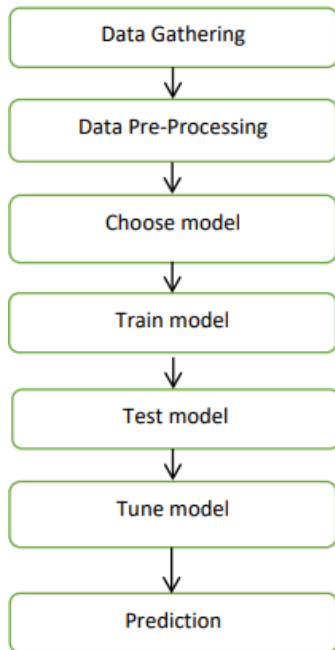 Data Gathering
Data Pre-Processing
Choose model
Train model
Test model
Tune model
Prediction